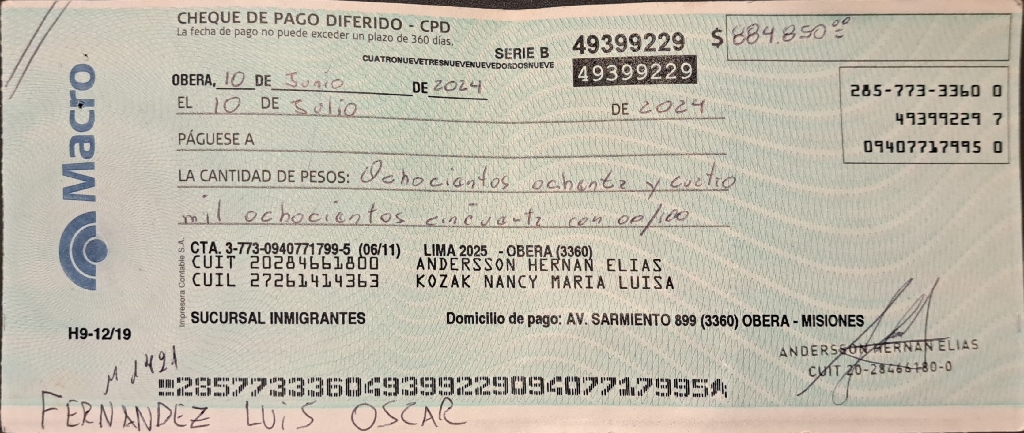 Macro
CHEQUE DE PAGO DIFERIDO - CPD
La fecha de pago no puede exceder un plazo de 360 días.
SERIE B 49399229
$ 884.850 00
CUATRONUEVETRESNUEVENUEVEDOSDOSNUEVE
49399229
OBERA, 10 DE Junio DE 2024
EL 10 DE Julio DE 2024
285-773-3360 0
49399229 7
09407717995 0
PÁGUESE A
LA CANTIDAD DE PESOS: Ochocientos ochenta y cuatro
mil ochocientos cincuenta con 00/100
CTA. 3-773-0940771799-5 (06/11) LIMA 2025 - OBERA (3360)
CUIT 20284661800 ANDERSSON HERNAN ELIAS
CUIL 27261414363 KOZAK NANCY MARIA LUISA
Impresora Contable S.A.
SUCURSAL INMIGRANTES
Domicilio de pago: AV. SARMIENTO 899 (3360) OBERA - MISIONES
H9-12/19
ANDERSSON HERNAN ELIAS
CUIT 20-28466180-0
1421
285773336049399229094077179954
FERNANDEZ LUIS OSCAR